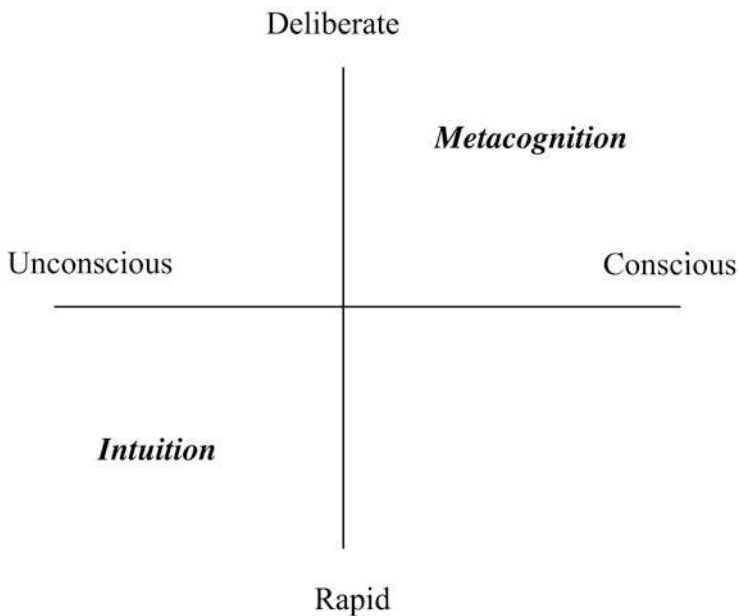 Deliberate
Metacognition
Unconscious
Conscious
Intuition
Rapid